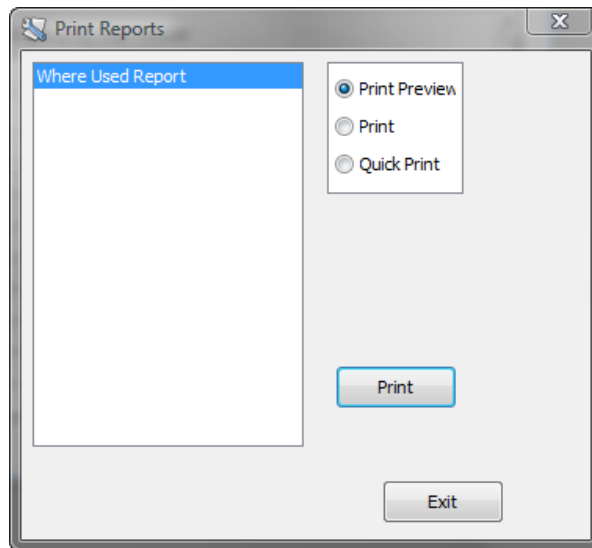 Print Reports
Where Used Report
Print Preview
Print
Quick Print
Print
Exit